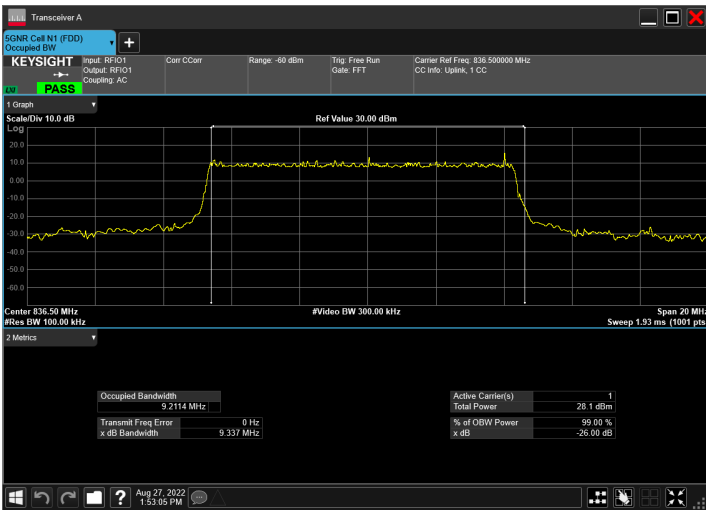 Transceiver A
5GNR Cell N1 (FDD)
Occupied BW
KEYSIGHT
LXI
PASS
Input: RFIO1
Output: RFIO1
Coupling: AC
Corr CCorr
Range: -60 dBm
Trig: Free Run
Gate: FFT
Carrier Ref Freq: 836.500000 MHz
CC Info: Uplink, 1 CC
1 Graph
Scale/Div 10.0 dB
Ref Value 30.00 dBm
Log
20.0
10.0
0.00
-10.0
-20.0
-30.0
-40.0
-50.0
-60.0
Center 836.50 MHz
#Video BW 300.00 kHz
Span 20 MHz
#Res BW 100.00 kHz
Sweep 1.93 ms (1001 pts
2 Metrics
Occupied Bandwidth
9.2114 MHz
Transmit Freq Error 0 Hz
x dB Bandwidth 9.337 MHz
Active Carrier(s) 1
Total Power 28.1 dBm
% of OBW Power 99.00 %
x dB -26.00 dB
?
Aug 27, 2022
1:53:05 PM